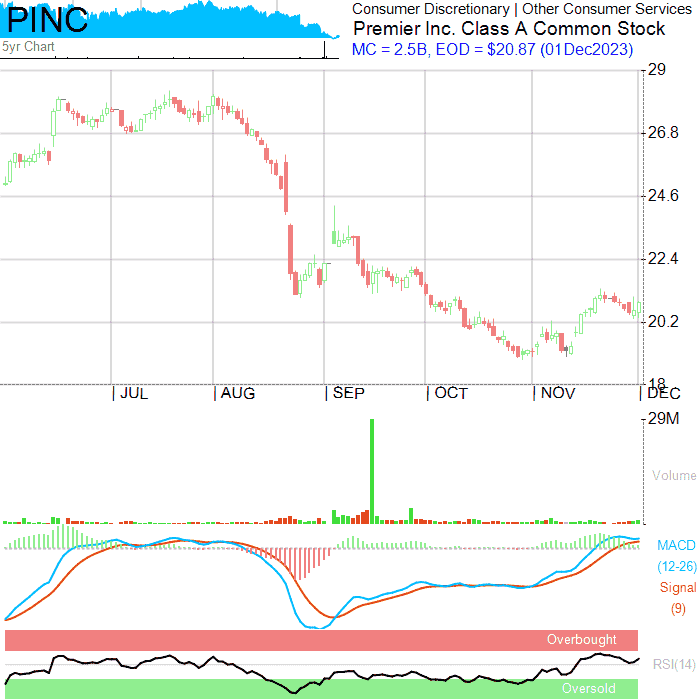 PINC
Consumer Discretionary | Other Consumer Services
Premier Inc. Class A Common Stock
5yr Chart
MC = 2.5B, EOD = $20.87 (01Dec2023)
29
26.8
24.6
22.4
20.2
18
JUL
AUG
SEP
OCT
NOV
DEC
29M
Volume
MACD
(12-26)
Signal
(9)
Overbought
RSI(14)
Oversold